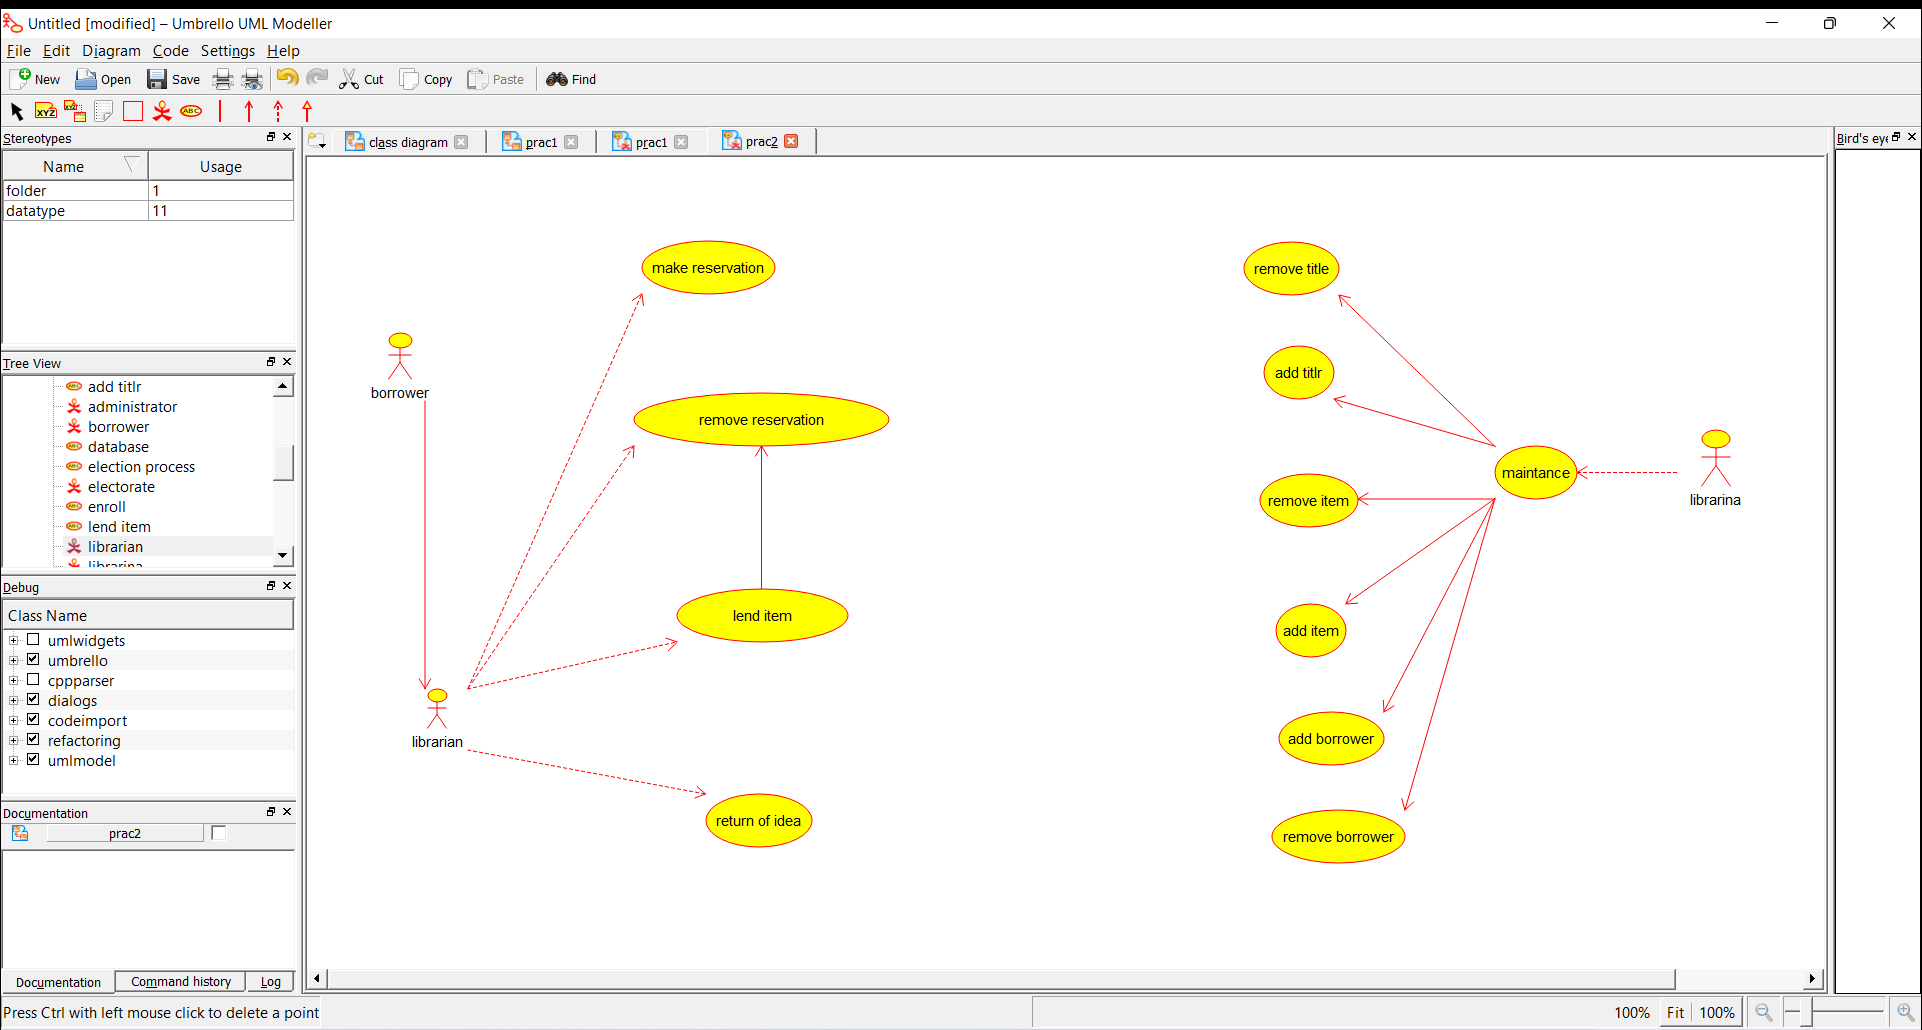 Untitled [modified] – Umbrello UML Modeller
File Edit Diagram Code Settings Help
New Open Save Cut Copy Paste Find
XYZ XYZ ABC
Stereotypes
Name Usage
folder 1
datatype 11
Tree View
add titlr
administrator
borrower
database
election process
electorate
enroll
lend item
librarian
librarina
Debug
Class Name
umlwidgets
umbrello
cppparser
dialogs
codeimport
refactoring
umlmodel
Documentation
prac2
Documentation Command history Log
class diagram prac1 prac1 prac2
make reservation
borrower
remove reservation
lend item
librarian
return of idea
remove title
add titlr
maintance
librarina
remove item
add item
add borrower
remove borrower
Bird's eye
Press Ctrl with left mouse click to delete a point
100% Fit 100%